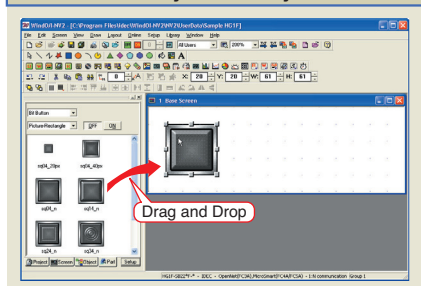 WindO/I-NV2 - [C:\Program Files\Idec\WindO/I-NV2\NV2\UserData\Sample HG1F]
File Edit Screen View Draw Layout Online Setup Library Window Help
All Users 200%
0 X: 20 Y: 20 W: 61 H: 61
Bit Button
Picture-Rectangle OFF ON
1 Base Screen
sq04_20px sq04_40px
sq04_n sq14_n
Drag and Drop
sq24_n sq34_n
Project Screen Object Part Setup
HG1F-SB22*F-* - IDEC - OpenNet(FC3A),MicroSmart(FC4A/FC5A) - 1:N communication Group 1